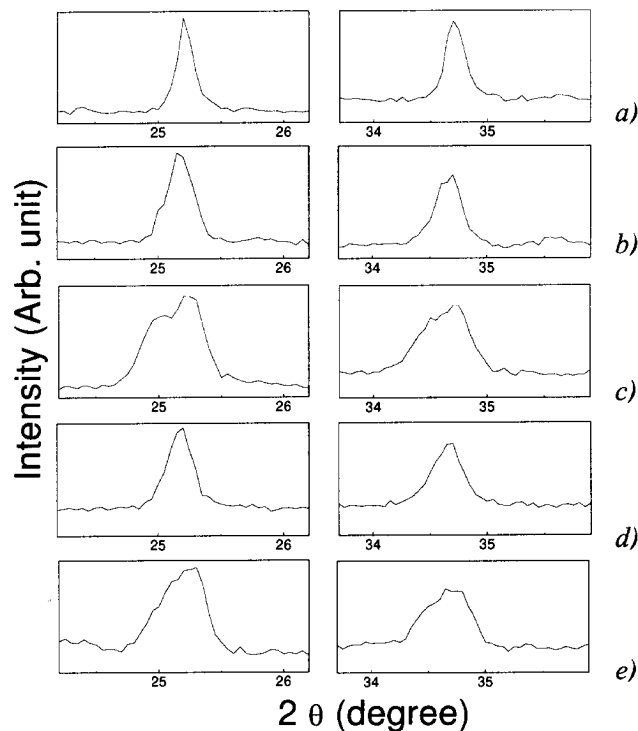 25 26 34 35 a)
25 26 34 35 b)
25 26 34 35 c)
25 26 34 35 d)
25 26 34 35 e)
Intensity (Arb. unit)
2 θ (degree)